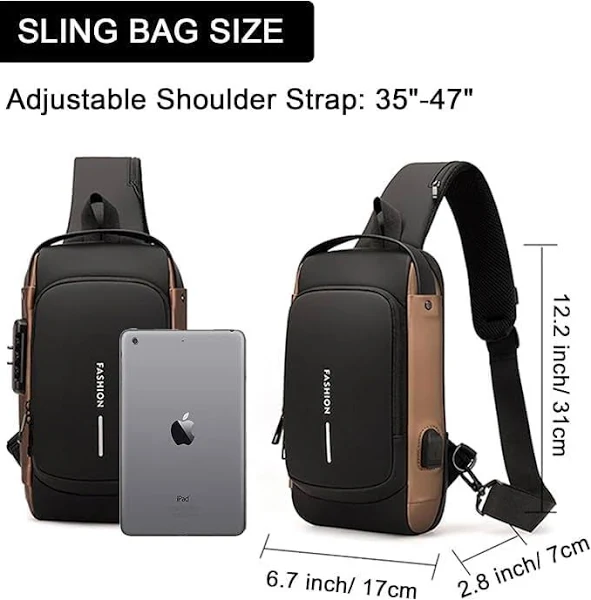 SLING BAG SIZE
Adjustable Shoulder Strap: 35"-47"
FASHION
FASHION
iPad
12.2 inch/ 31cm
6.7 inch/ 17cm
2.8 inch/ 7cm